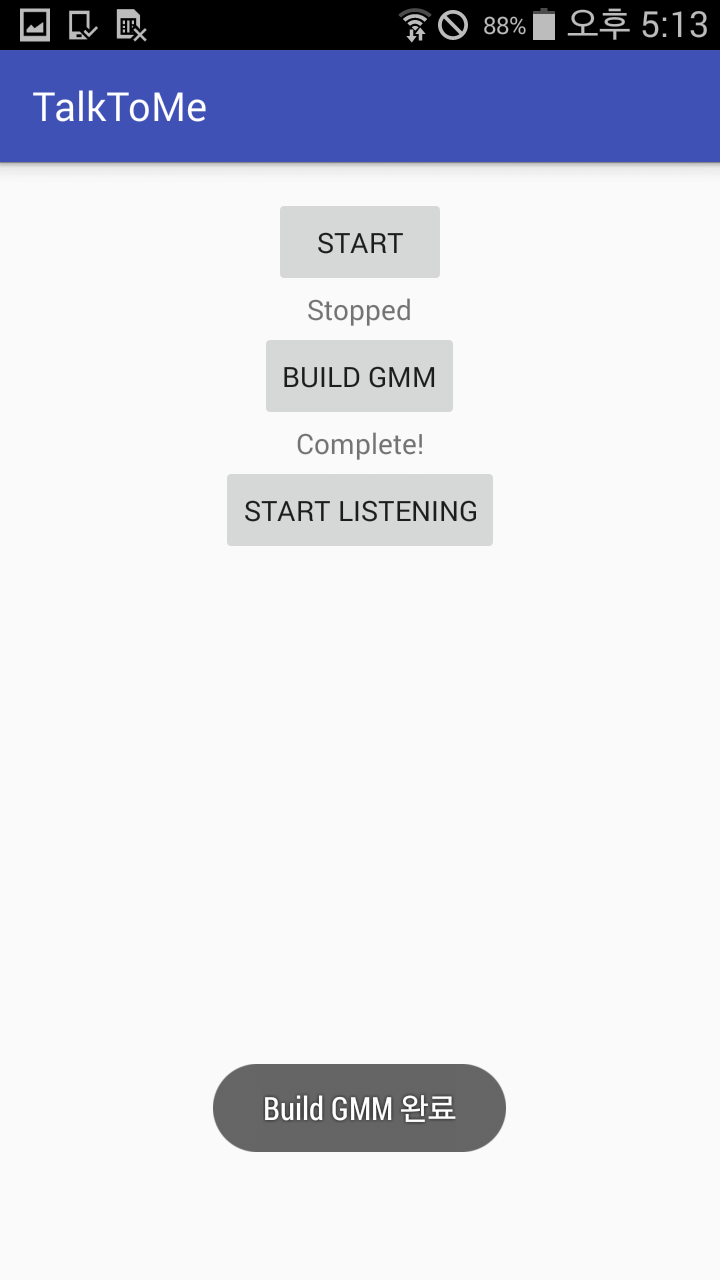 88% 오후 5:13
TalkToMe
START
Stopped
BUILD GMM
Complete!
START LISTENING
Build GMM 완료